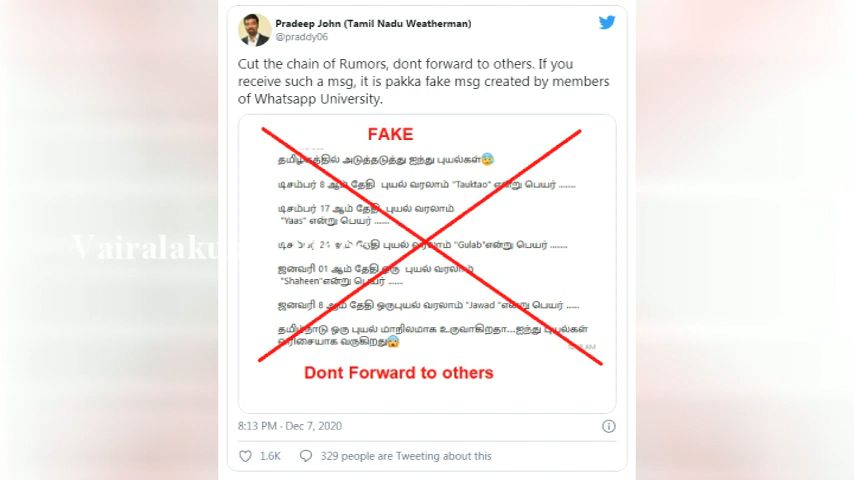 Pradeep John (Tamil Nadu Weatherman)
@praddy06
Cut the chain of Rumors, dont forward to others. If you
receive such a msg, it is pakka fake msg created by members
of Whatsapp University.
FAKE
தமிழகத்தில் அடுத்தடுத்து ஐந்து புயல்கள்😰
டிசம்பர் 8 ஆம் தேதி புயல் வரலாம் "Tauktao" என்று பெயர் .......
டிசம்பர் 17 ஆம் தேதி புயல் வரலாம்
"Yaas" என்று பெயர் ......
ஆம் தேதி புயல் வரலாம் "Gulab"என்று பெயர் ......
ஜனவரி 01 ஆம் தேதி ஒரு புயல் வரலாம்
"Shaheen"என்று பெயர் ......
ஜனவரி 8 ஆம் தேதி ஒருபுயல் வரலாம் "Jawad "என்று பெயர் .....
தமிழ்நாடு ஒரு புயல் மாநிலமாக உருவாகிறதா....ஐந்து புயல்கள்
வரிசையாக வருகிறது😱
Dont Forward to others
8:13 PM · Dec 7, 2020
1.6K 329 people are Tweeting about this